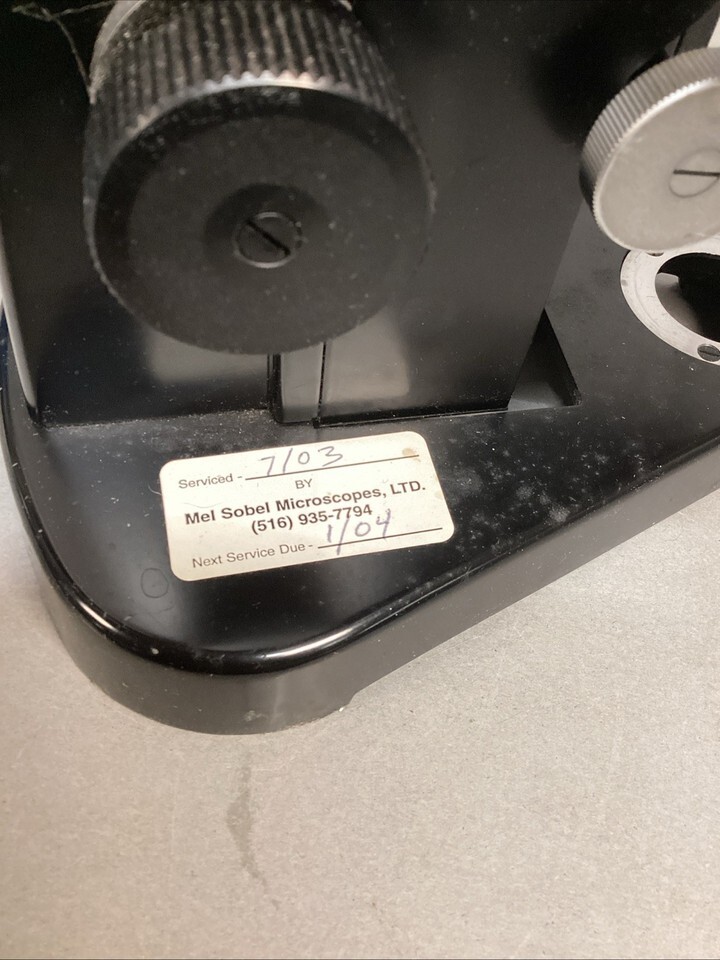 Serviced - 7/03
BY
Mel Sobel Microscopes, LTD.
(516) 935-7794
Next Service Due - 1/04